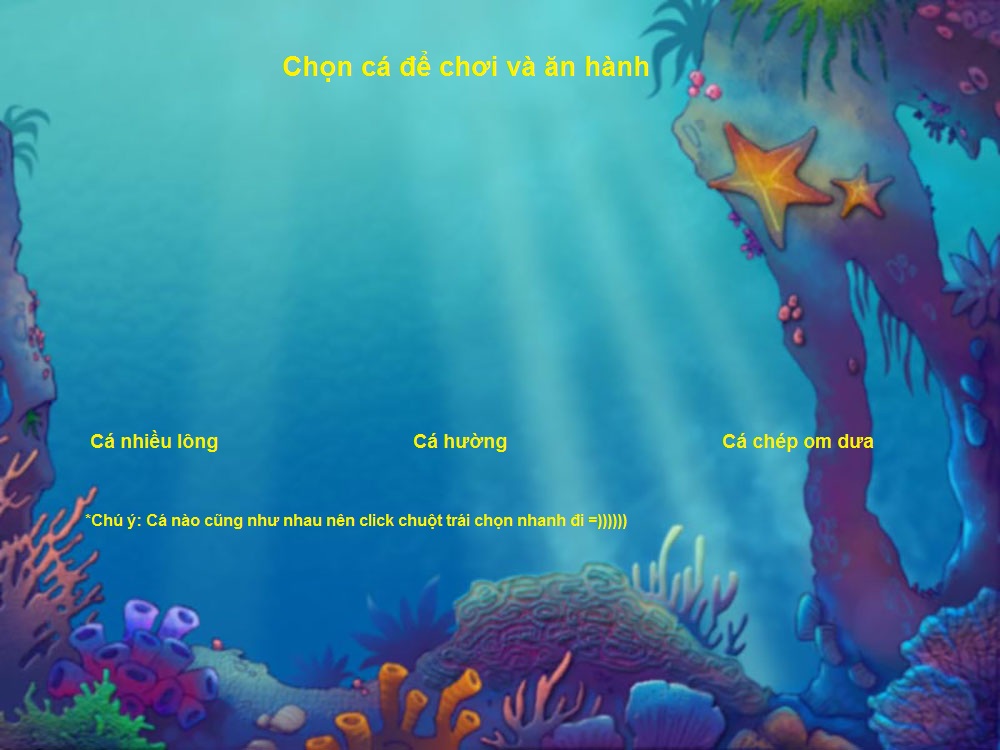 Chọn cá để chơi và ăn hành
Cá nhiều lông
Cá hường
Cá chép om dưa
*Chú ý: Cá nào cũng như nhau nên click chuột trái chọn nhanh đi =))))))